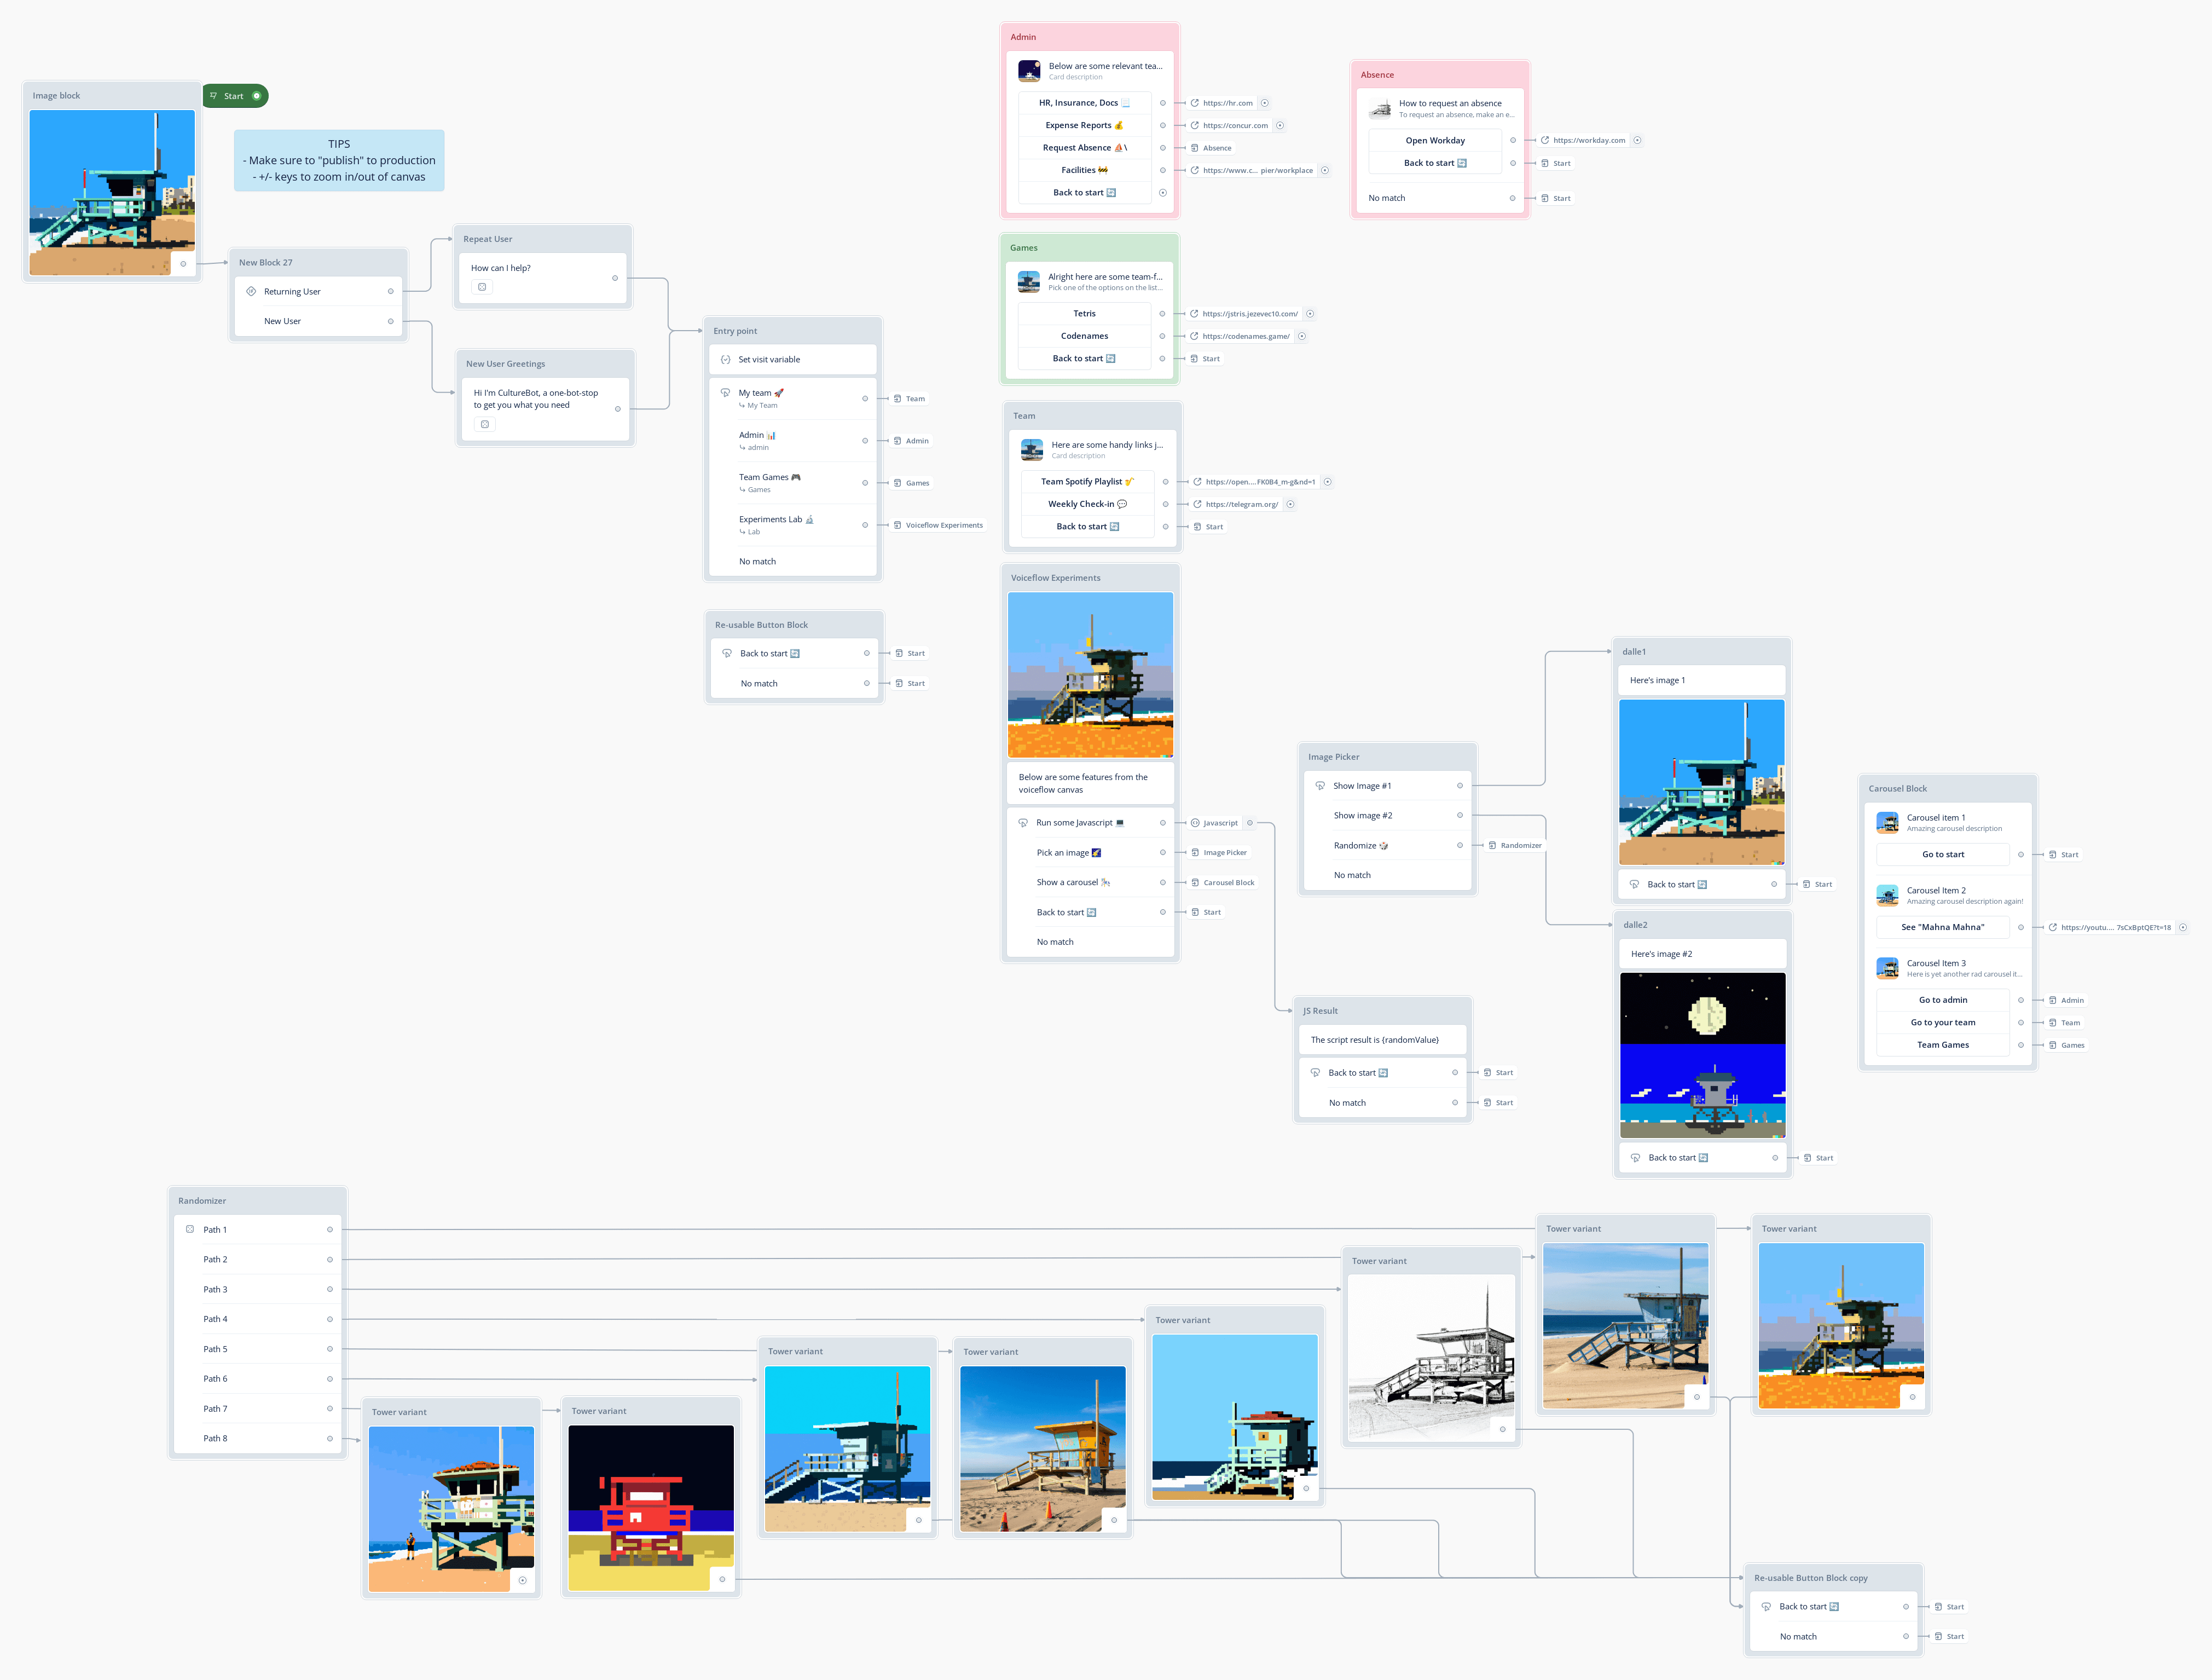 Image block
Start
TIPS
- Make sure to "publish" to production
- +/- keys to zoom in/out of canvas
New Block 27
Returning User
New User
Repeat User
How can I help?
New User Greetings
Hi I'm CultureBot, a one-bot-stop
to get you what you need
Entry point
Set visit variable
My team 🚀
My Team
Team
Admin 📊
admin
Admin
Team Games 🎮
Games
Games
Experiments Lab 🔬
Lab
Voiceflow Experiments
No match
Re-usable Button Block
Back to start 🔄
Start
No match
Start
Admin
Below are some relevant tea...
Card description
HR, Insurance, Docs 📃
https://hr.com
Expense Reports 💰
https://concur.com
Request Absence ⛵\
Absence
Facilities 🚧
https://www.c... pier/workplace
Back to start 🔄
Absence
How to request an absence
To request an absence, make an e...
Open Workday
https://workday.com
Back to start 🔄
Start
No match
Start
Games
Alright here are some team-f...
Pick one of the options on the list...
Tetris
https://jstris.jezevec10.com/
Codenames
https://codenames.game/
Back to start 🔄
Start
Team
Here are some handy links j...
Card description
Team Spotify Playlist 🎷
https://open.... FK0B4_m-g&nd=1
Weekly Check-in 💬
https://telegram.org/
Back to start 🔄
Start
Voiceflow Experiments
Below are some features from the
voiceflow canvas
Run some Javascript 💻
Javascript
Pick an image 🌠
Image Picker
Show a carousel 🎠
Carousel Block
Back to start 🔄
Start
No match
Image Picker
Show Image #1
Show image #2
Randomize 🎲
Randomizer
No match
JS Result
The script result is {randomValue}
Back to start 🔄
Start
No match
Start
dalle1
Here's image 1
Back to start 🔄
Start
dalle2
Here's image #2
Back to start 🔄
Start
Carousel Block
Carousel item 1
Amazing carousel description
Go to start
Start
Carousel Item 2
Amazing carousel description again!
See "Mahna Mahna"
https://youtu.... 7sCxBptQE?t=18
Carousel Item 3
Here is yet another rad carousel it...
Go to admin
Admin
Go to your team
Team
Team Games
Games
Randomizer
Path 1
Path 2
Path 3
Path 4
Path 5
Path 6
Path 7
Path 8
Tower variant
Tower variant
Tower variant
Tower variant
Tower variant
Tower variant
Tower variant
Tower variant
Re-usable Button Block copy
Back to start 🔄
Start
No match
Start